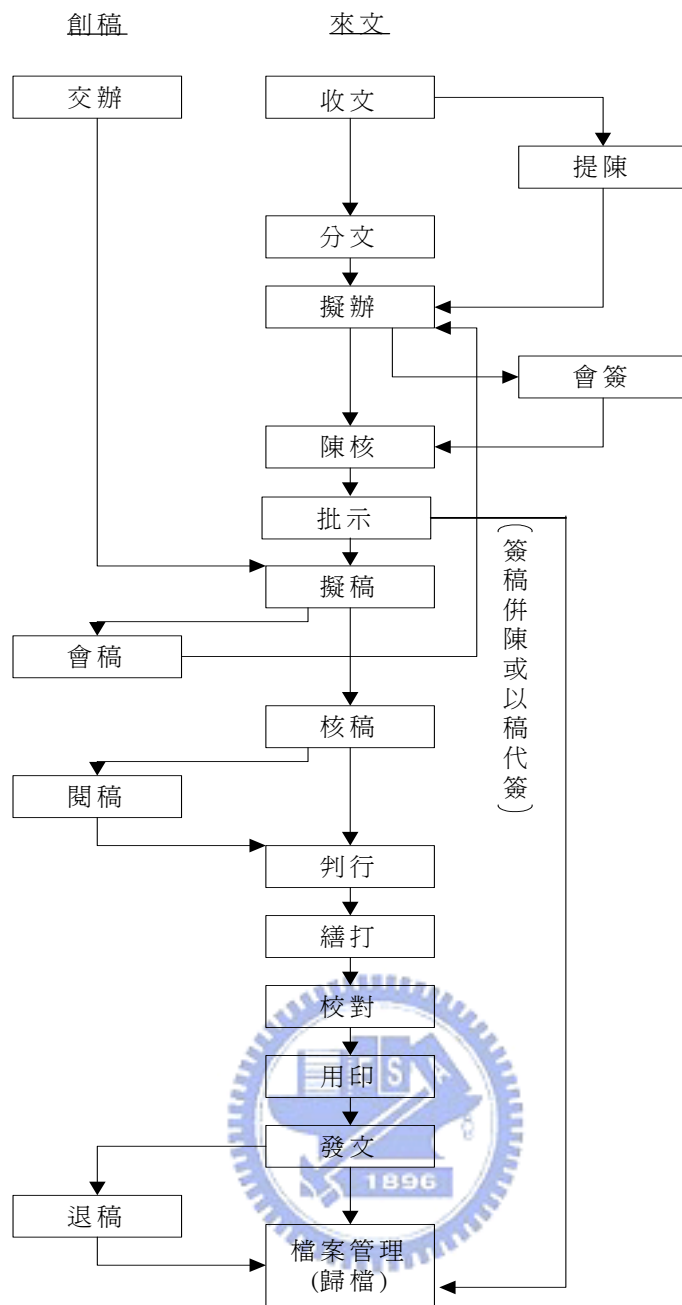 創稿
來文
交辦
收文
提陳
分文
擬辦
會簽
陳核
批示
(簽稿併陳或以稿代簽)
擬稿
會稿
核稿
閱稿
判行
繕打
校對
用印
ES
發文
1896
退稿
檔案管理
(歸檔)